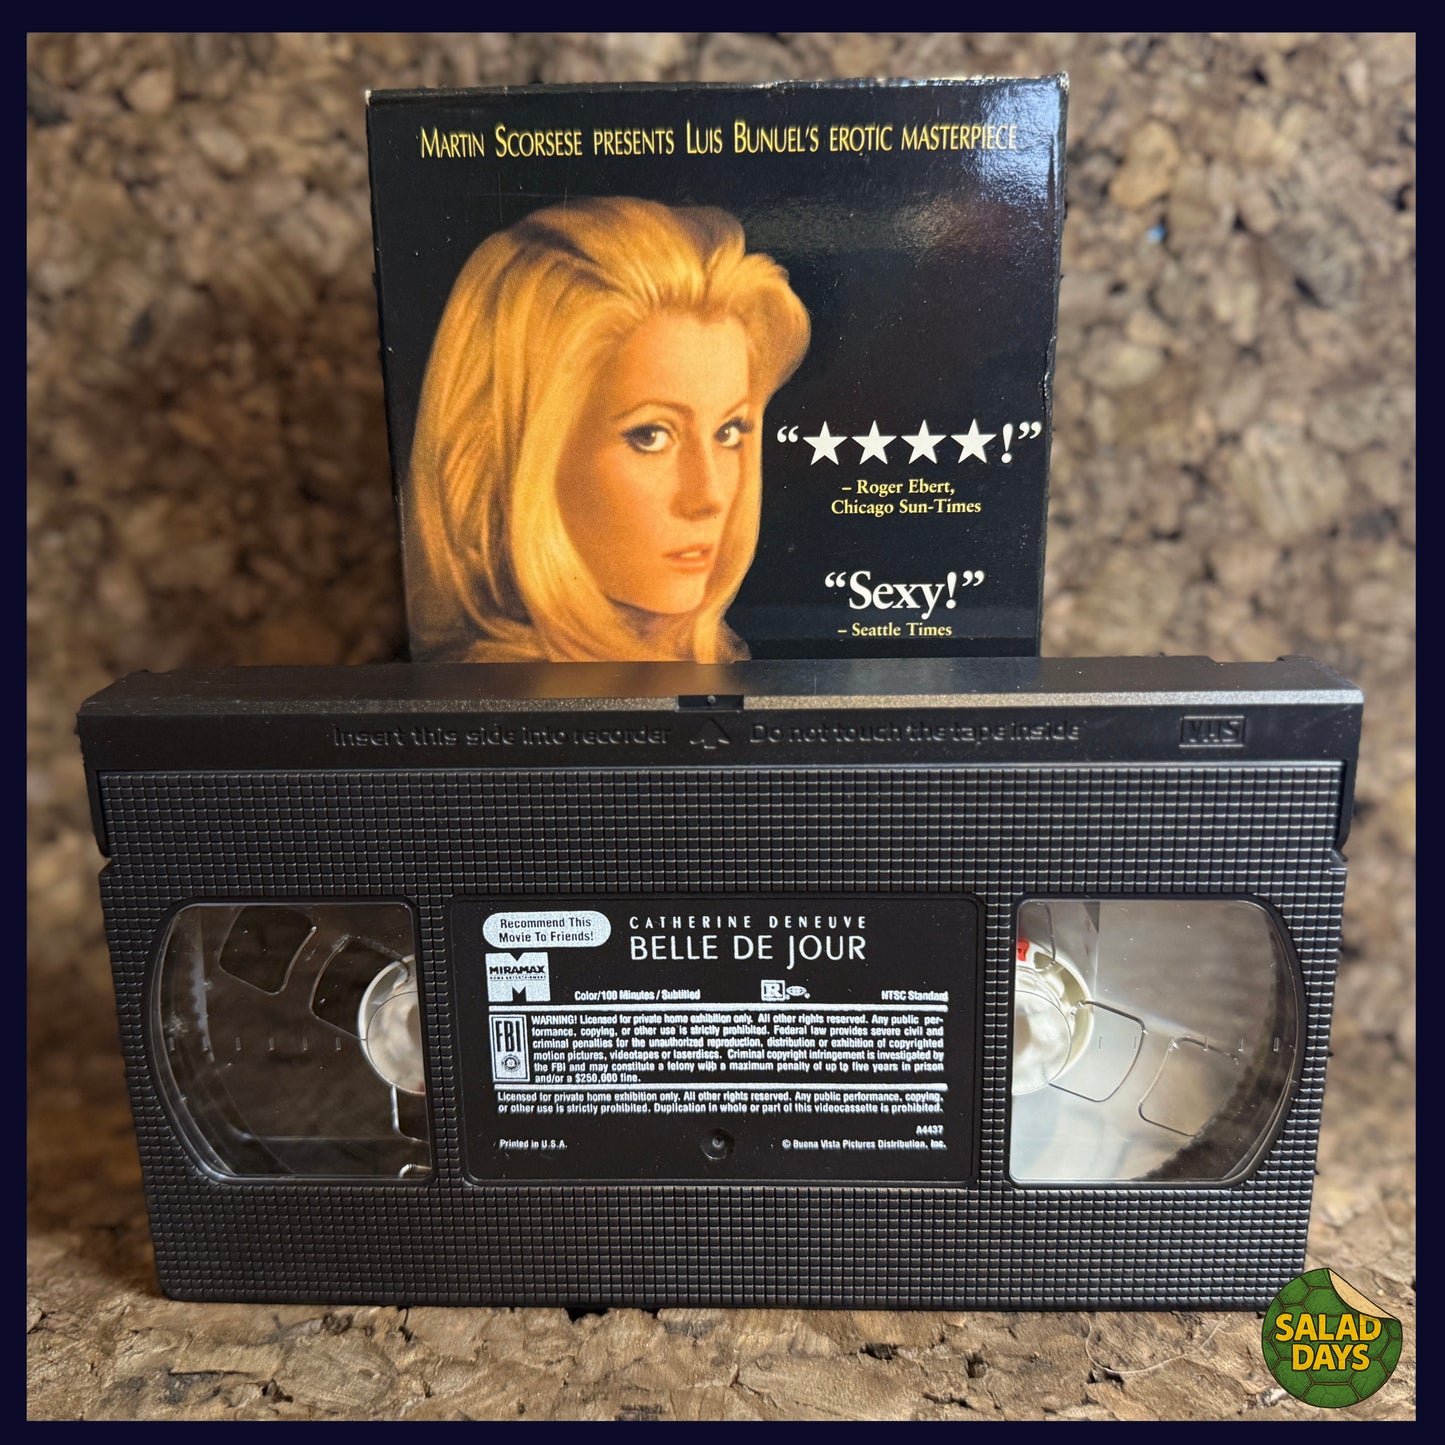 MARTIN SCORSESE PRESENTS LUIS BUNUEL'S EROTIC MASTERPIECE
“★★★★!”
– Roger Ebert,
Chicago Sun-Times
“Sexy!”
– Seattle Times
Insert this side into recorder △ Do not touch the tape inside VHS
Recommend This
Movie To Friends!
CATHERINE DENEUVE
BELLE DE JOUR
MIRAMAX
HOME ENTERTAINMENT
Color/100 Minutes/Subtitled R NTSC Standard
FBI
WARNING! Licensed for private home exhibition only. All other rights reserved. Any public per-
formance, copying, or other use is strictly prohibited. Federal law provides severe civil and
criminal penalties for the unauthorized reproduction, distribution or exhibition of copyrighted
motion pictures, videotapes or laserdiscs. Criminal copyright infringement is investigated by
the FBI and may constitute a felony with a maximum penalty of up to five years in prison
and/or a $250,000 fine.
Licensed for private home exhibition only. All other rights reserved. Any public performance, copying,
or other use is strictly prohibited. Duplication in whole or part of this videocassette is prohibited.
A4437
Printed in U.S.A. © Buena Vista Pictures Distribution, Inc.
SALAD
DAYS